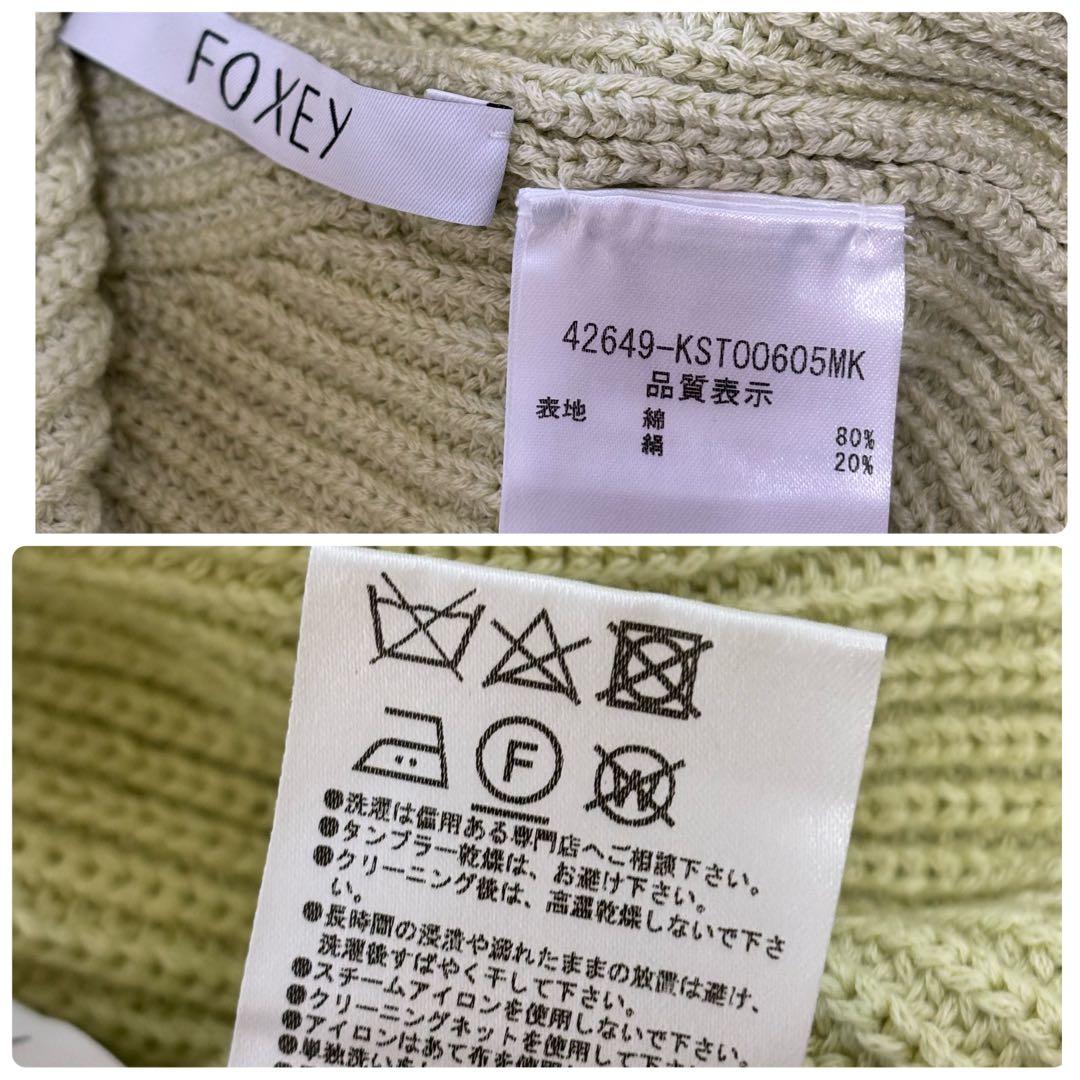 FOXEY
42649-KST00605MK
品質表示
表地 綿 80%
絹 20%
F
W
●洗濯は信用ある専門店へご相談下さい。
●タンブラー乾燥は、お避け下さい。
●クリーニング後は、高温乾燥しないで下さ
い。
●長時間の浸漬や濡れたままの放置は避け、
洗濯後すばやく干して下さい。
●スチームアイロンを使用しないで下さい。
●クリーニングネットを使用して下さい。
●アイロンはあて布を使用
●単独洗いを